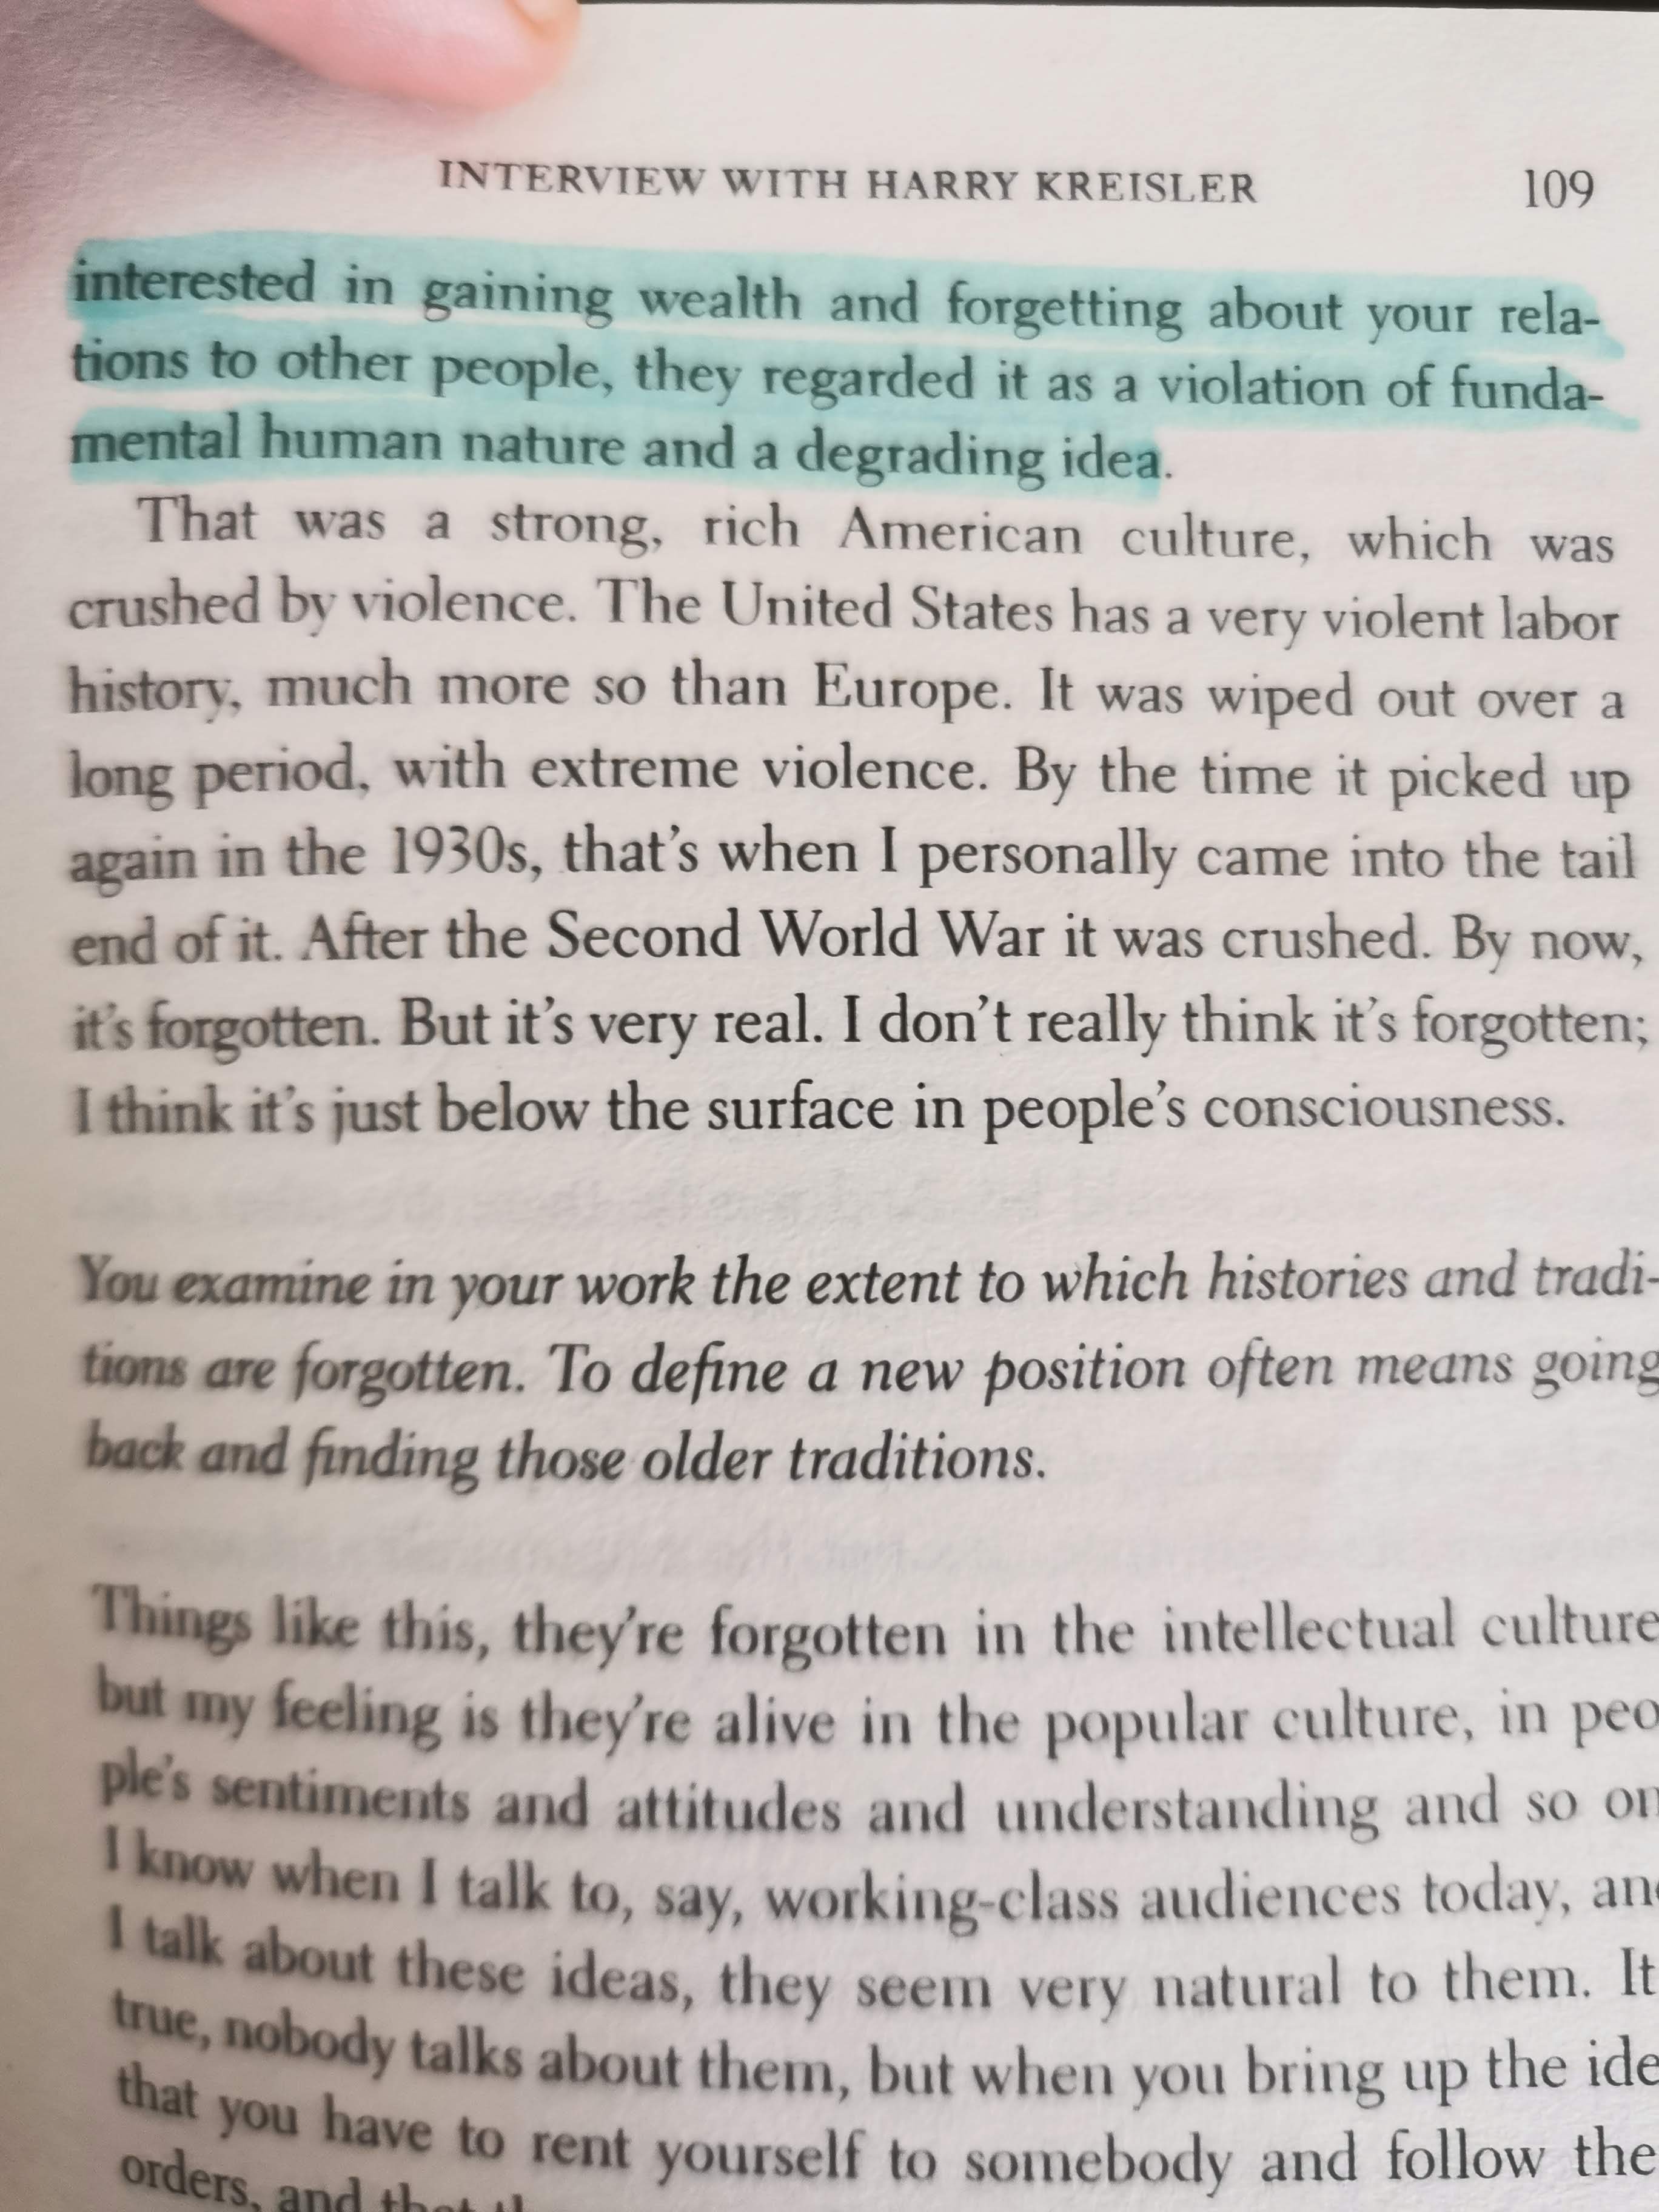 INTERVIEW WITH HARRY KREISLER 109
interested in gaining wealth and forgetting about your rela-
tions to other people, they regarded it as a violation of funda-
mental human nature and a degrading idea.
That was a strong, rich American culture, which was
crushed by violence. The United States has a very violent labor
history, much more so than Europe. It was wiped out over a
long period, with extreme violence. By the time it picked up
again in the 1930s, that's when I personally came into the tail
end of it. After the Second World War it was crushed. By now,
it's forgotten. But it's very real. I don't really think it's forgotten;
I think it's just below the surface in people's consciousness.
You examine in your work the extent to which histories and tradi-
tions are forgotten. To define a new position often means going
back and finding those older traditions.
Things like this, they're forgotten in the intellectual culture
but my feeling is they're alive in the popular culture, in peo
ple's sentiments and attitudes and understanding and so on
I know when I talk to, say, working-class audiences today, and
I talk about these ideas, they seem very natural to them. It
true, nobody talks about them, but when you bring up the ide
that you have to rent yourself to somebody and follow the
orders, and that